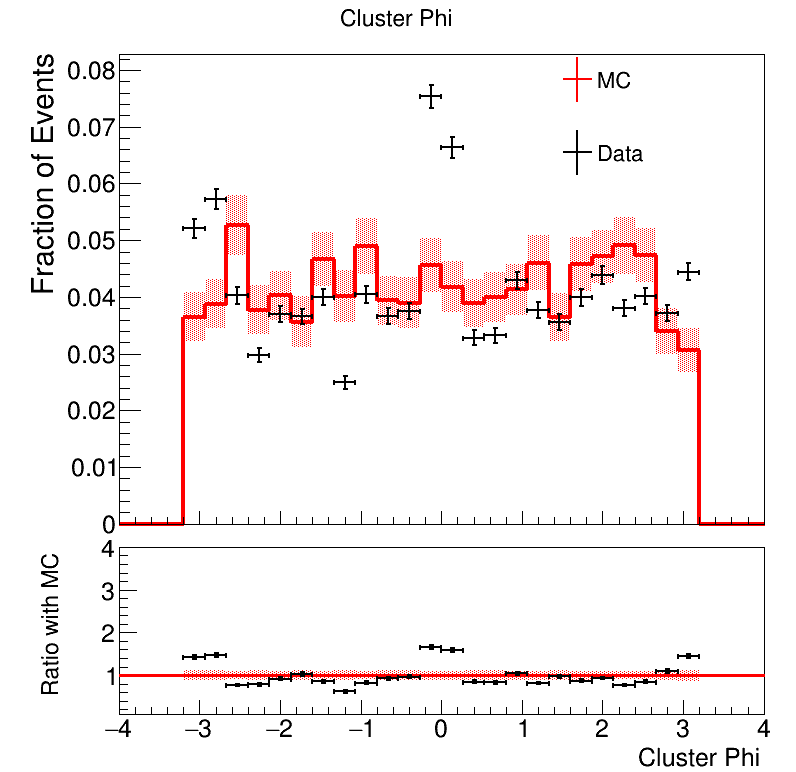 Cluster Phi
Fraction of Events
0.08
0.07
0.06
0.05
0.04
0.03
0.02
0.01
0
MC
Data
Ratio with MC
4
3
2
1
−4 −3 −2 −1 0 1 2 3 4
Cluster Phi